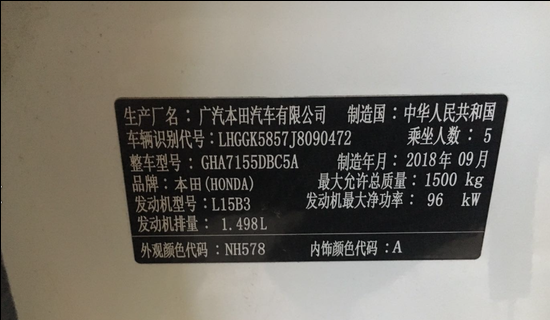 生产厂名：广汽本田汽车有限公司 制造国：中华人民共和国
车辆识别代号：LHGGK5857J8090472 乘坐人数：5
整车型号：GHA7155DBC5A 制造年月：2018年09月
品牌：本田(HONDA) 最大允许总质量：1500 kg
发动机型号：L15B3 发动机最大净功率：96 kW
发动机排量：1.498L
外观颜色代码：NH578 内饰颜色代码：A